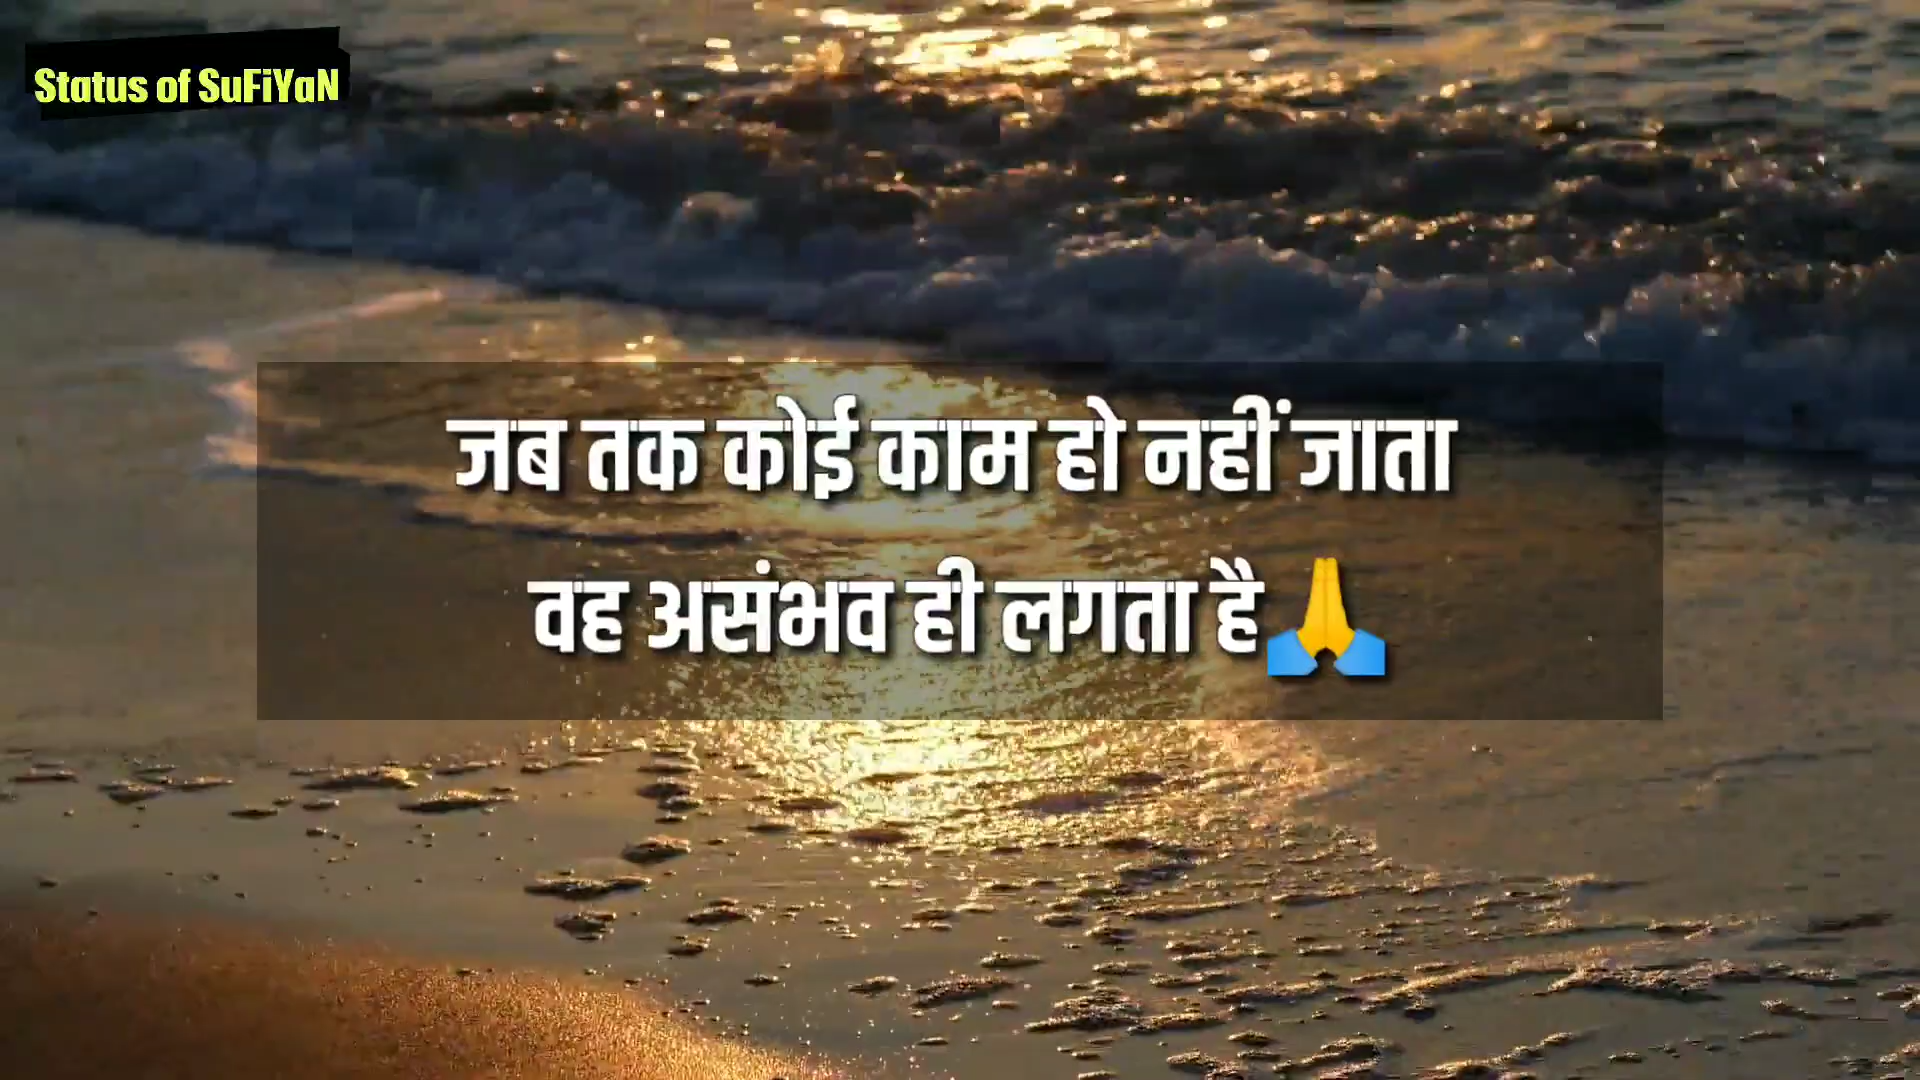 Status of SuFiYaN
जब तक कोई काम हो नहीं जाता
वह असंभव ही लगता है🙏